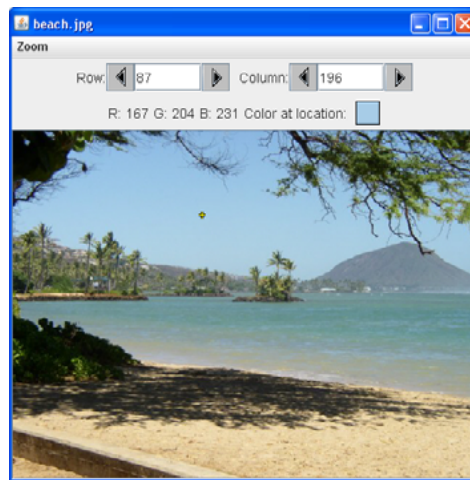 beach.jpg
Zoom
Row: 87 Column: 196
R: 167 G: 204 B: 231 Color at location: